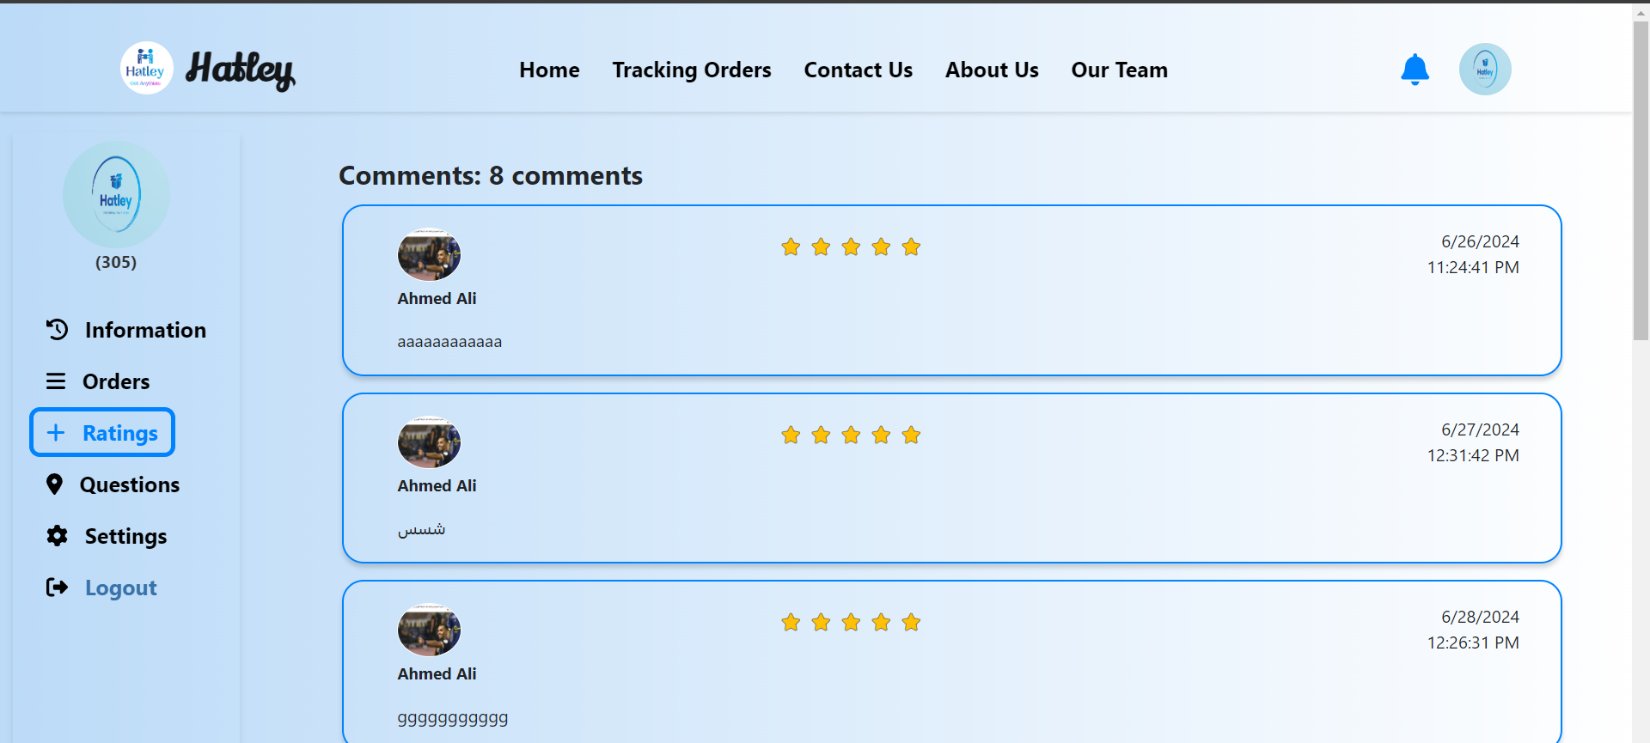 Hatley
Hatley
Home
Tracking Orders
Contact Us
About Us
Our Team
Hatley
Hatley
(305)
Information
Orders
Ratings
Questions
Settings
Logout
Comments: 8 comments
6/26/2024
11:24:41 PM
Ahmed Ali
aaaaaaaaaaaa
6/27/2024
12:31:42 PM
Ahmed Ali
شسس
6/28/2024
12:26:31 PM
Ahmed Ali
ggggggggggg